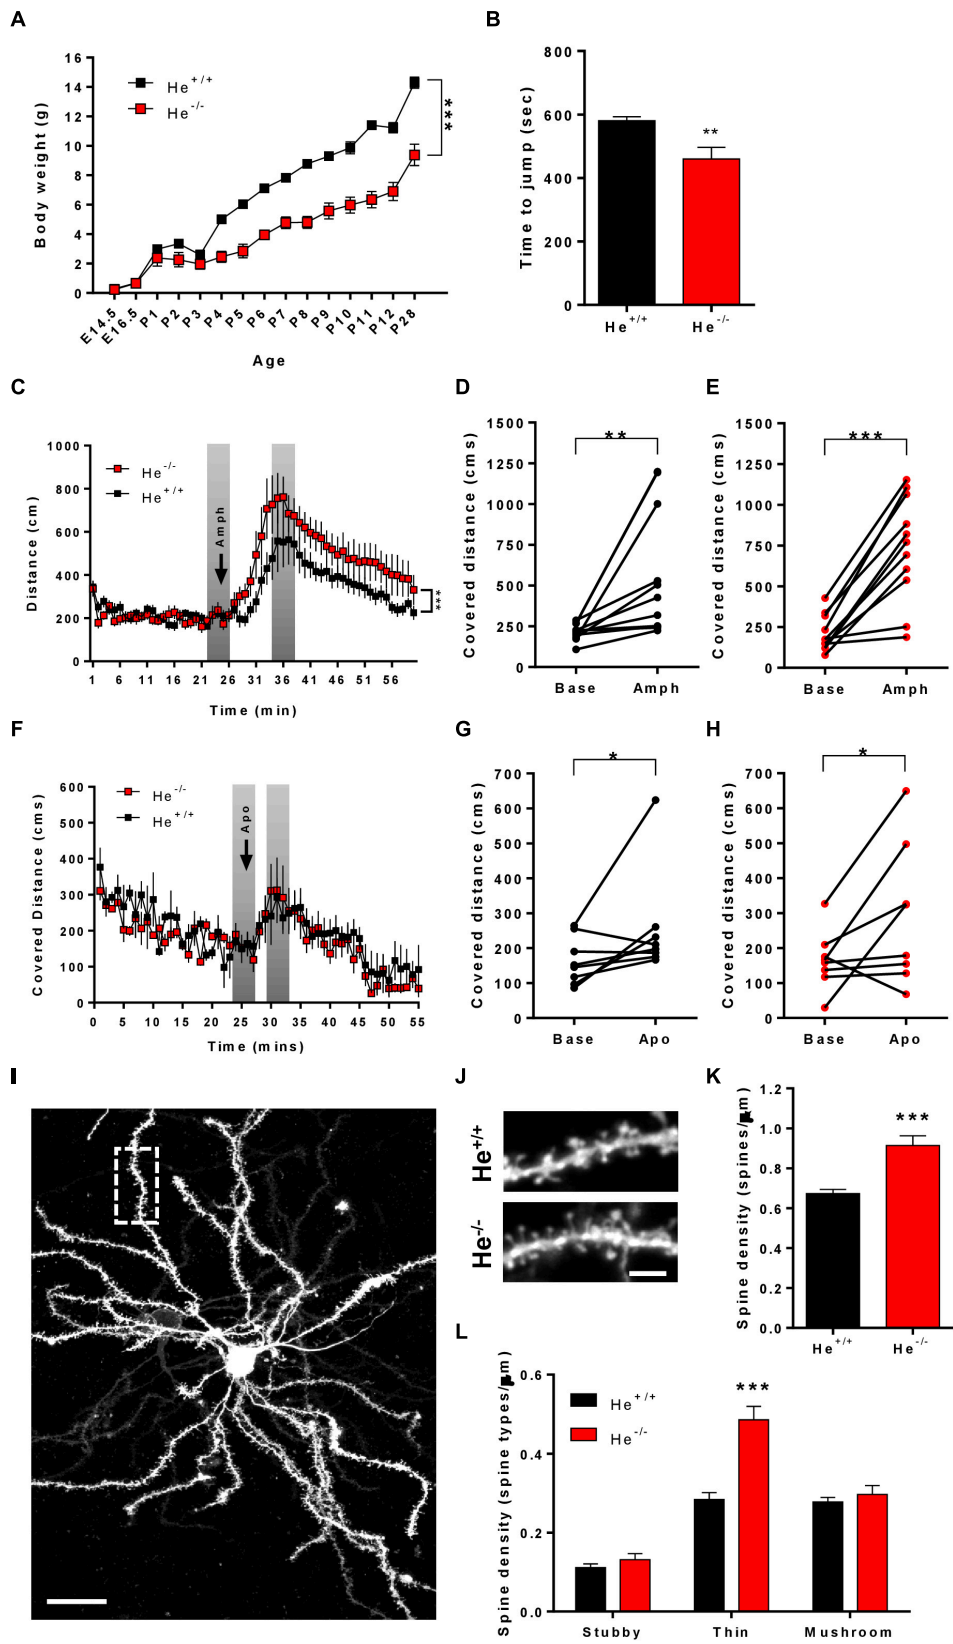 A
Body weight (g)
16
14
12
10
8
6
4
2
0
He+/+
He-/-
***
E14.5
E16.5
P1
P2
P3
P4
P5
P6
P7
P8
P9
P10
P11
P12
P28
Age
B
Time to jump (sec)
800
600
400
200
0
**
He+/+
He-/-
C
Distance (cm)
1000
800
600
400
200
0
He-/-
He+/+
Amph
***
1 6 11 16 21 26 31 36 41 46 51 56
Time (min)
D
Covered distance (cms)
1500
1250
1000
750
500
250
0
**
Base Amph
E
Covered distance (cms)
1500
1250
1000
750
500
250
0
***
Base Amph
F
Covered Distance (cms)
600
500
400
300
200
100
0
He-/-
He+/+
Apo
0 5 10 15 20 25 30 35 40 45 50 55
Time (mins)
G
Covered distance (cms)
700
600
500
400
300
200
100
0
*
Base Apo
H
Covered distance (cms)
700
600
500
400
300
200
100
0
*
Base Apo
I
J
He+/+
He-/-
K
Spine density (spines/μm)
1.2
1.0
0.8
0.6
0.4
0.2
0.0
***
He+/+
He-/-
L
Spine density (spine types/μm)
0.6
0.4
0.2
0.0
He+/+
He-/-
***
Stubby Thin Mushroom